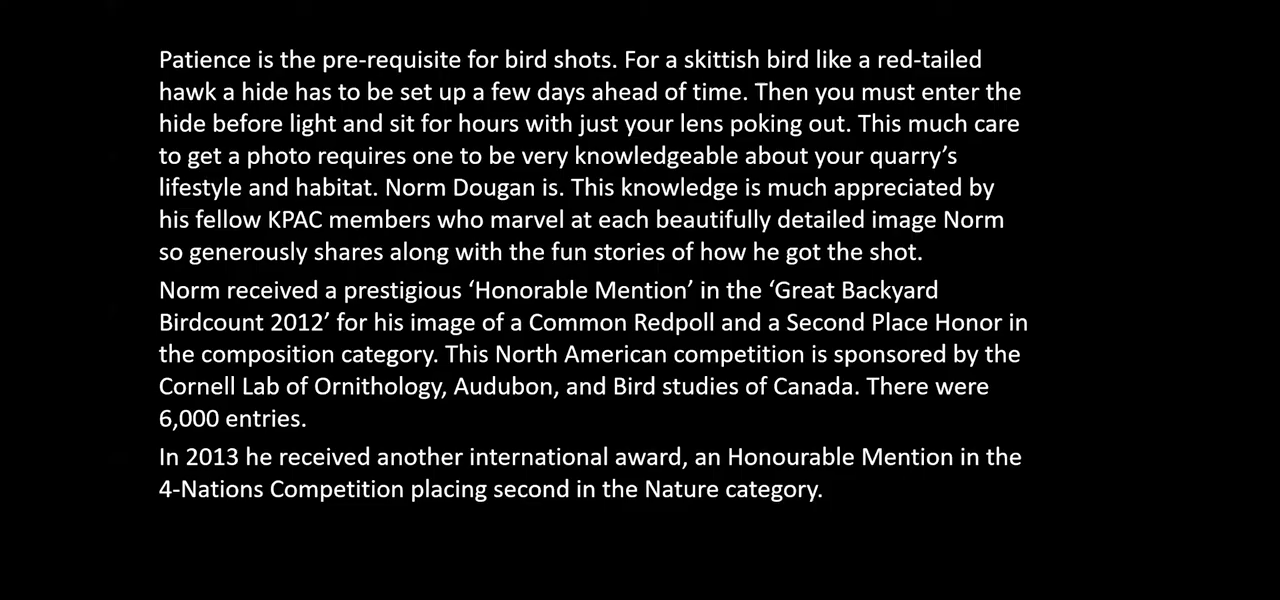 Patience is the pre-requisite for bird shots. For a skittish bird like a red-tailed
hawk a hide has to be set up a few days ahead of time. Then you must enter the
hide before light and sit for hours with just your lens poking out. This much care
to get a photo requires one to be very knowledgeable about your quarry’s
lifestyle and habitat. Norm Dougan is. This knowledge is much appreciated by
his fellow KPAC members who marvel at each beautifully detailed image Norm
so generously shares along with the fun stories of how he got the shot.
Norm received a prestigious ‘Honorable Mention’ in the ‘Great Backyard
Birdcount 2012’ for his image of a Common Redpoll and a Second Place Honor in
the composition category. This North American competition is sponsored by the
Cornell Lab of Ornithology, Audubon, and Bird studies of Canada. There were
6,000 entries.
In 2013 he received another international award, an Honourable Mention in the
4-Nations Competition placing second in the Nature category.